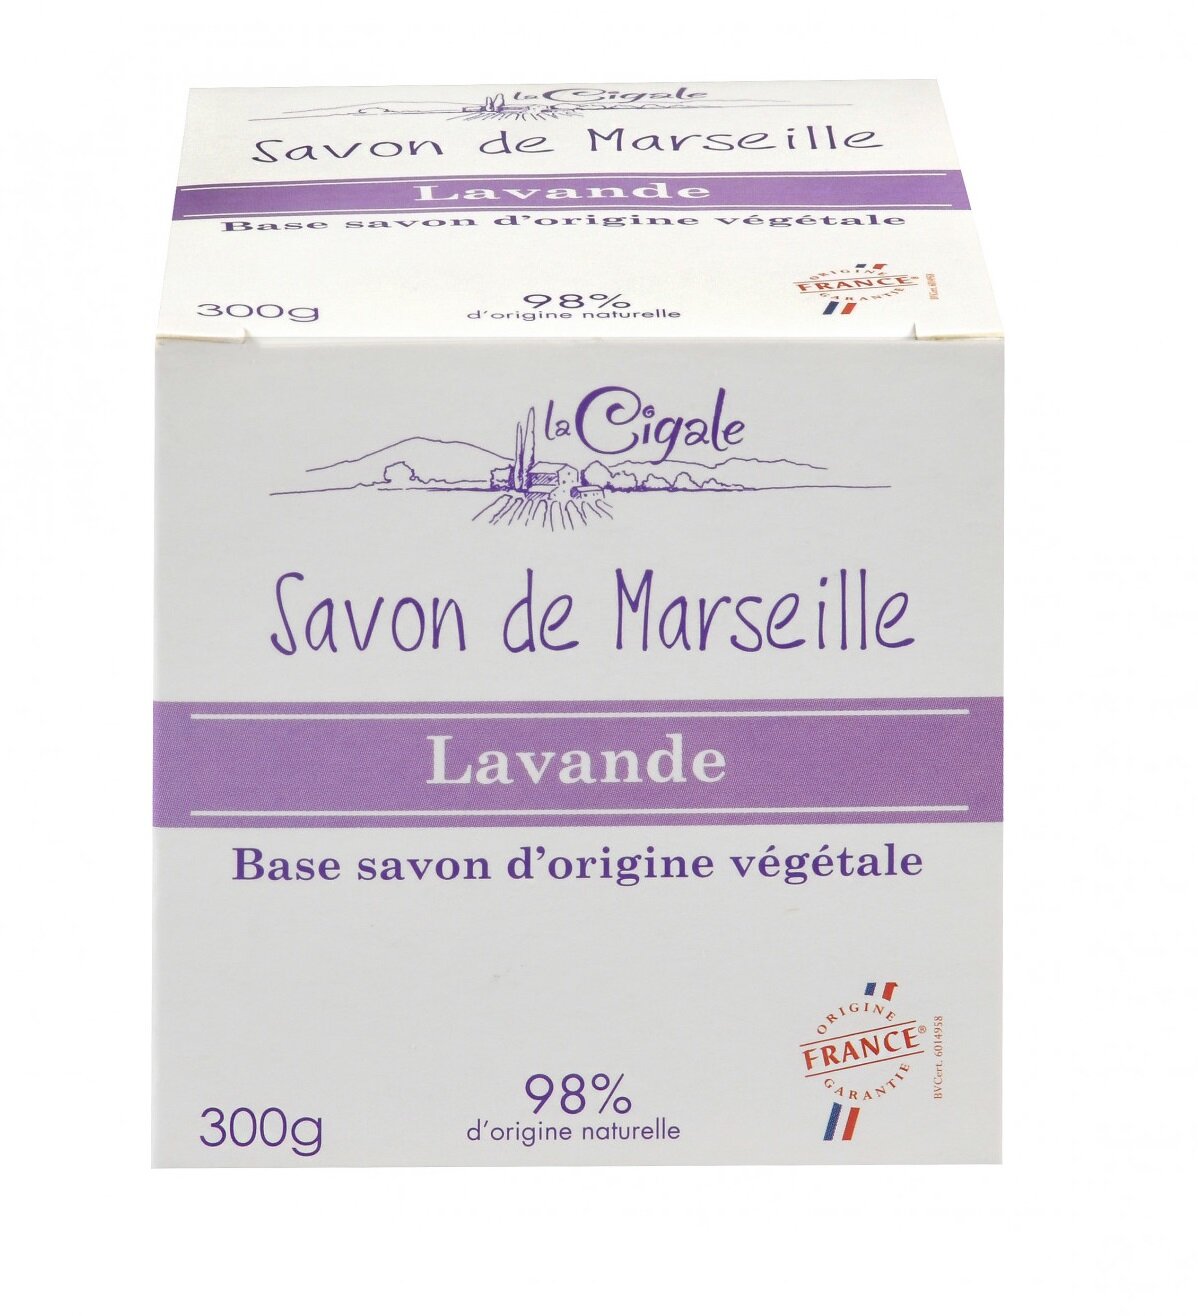 la Cigale
Savon de Marseille
Lavande
Base savon d'origine végétale
300g
98%
d'origine naturelle
ORIGINE
FRANCE®
GARANTIE
la Cigale
Savon de Marseille
Lavande
Base savon d'origine végétale
300g
98%
d'origine naturelle
ORIGINE
FRANCE®
GARANTIE
BVCert. 6014958